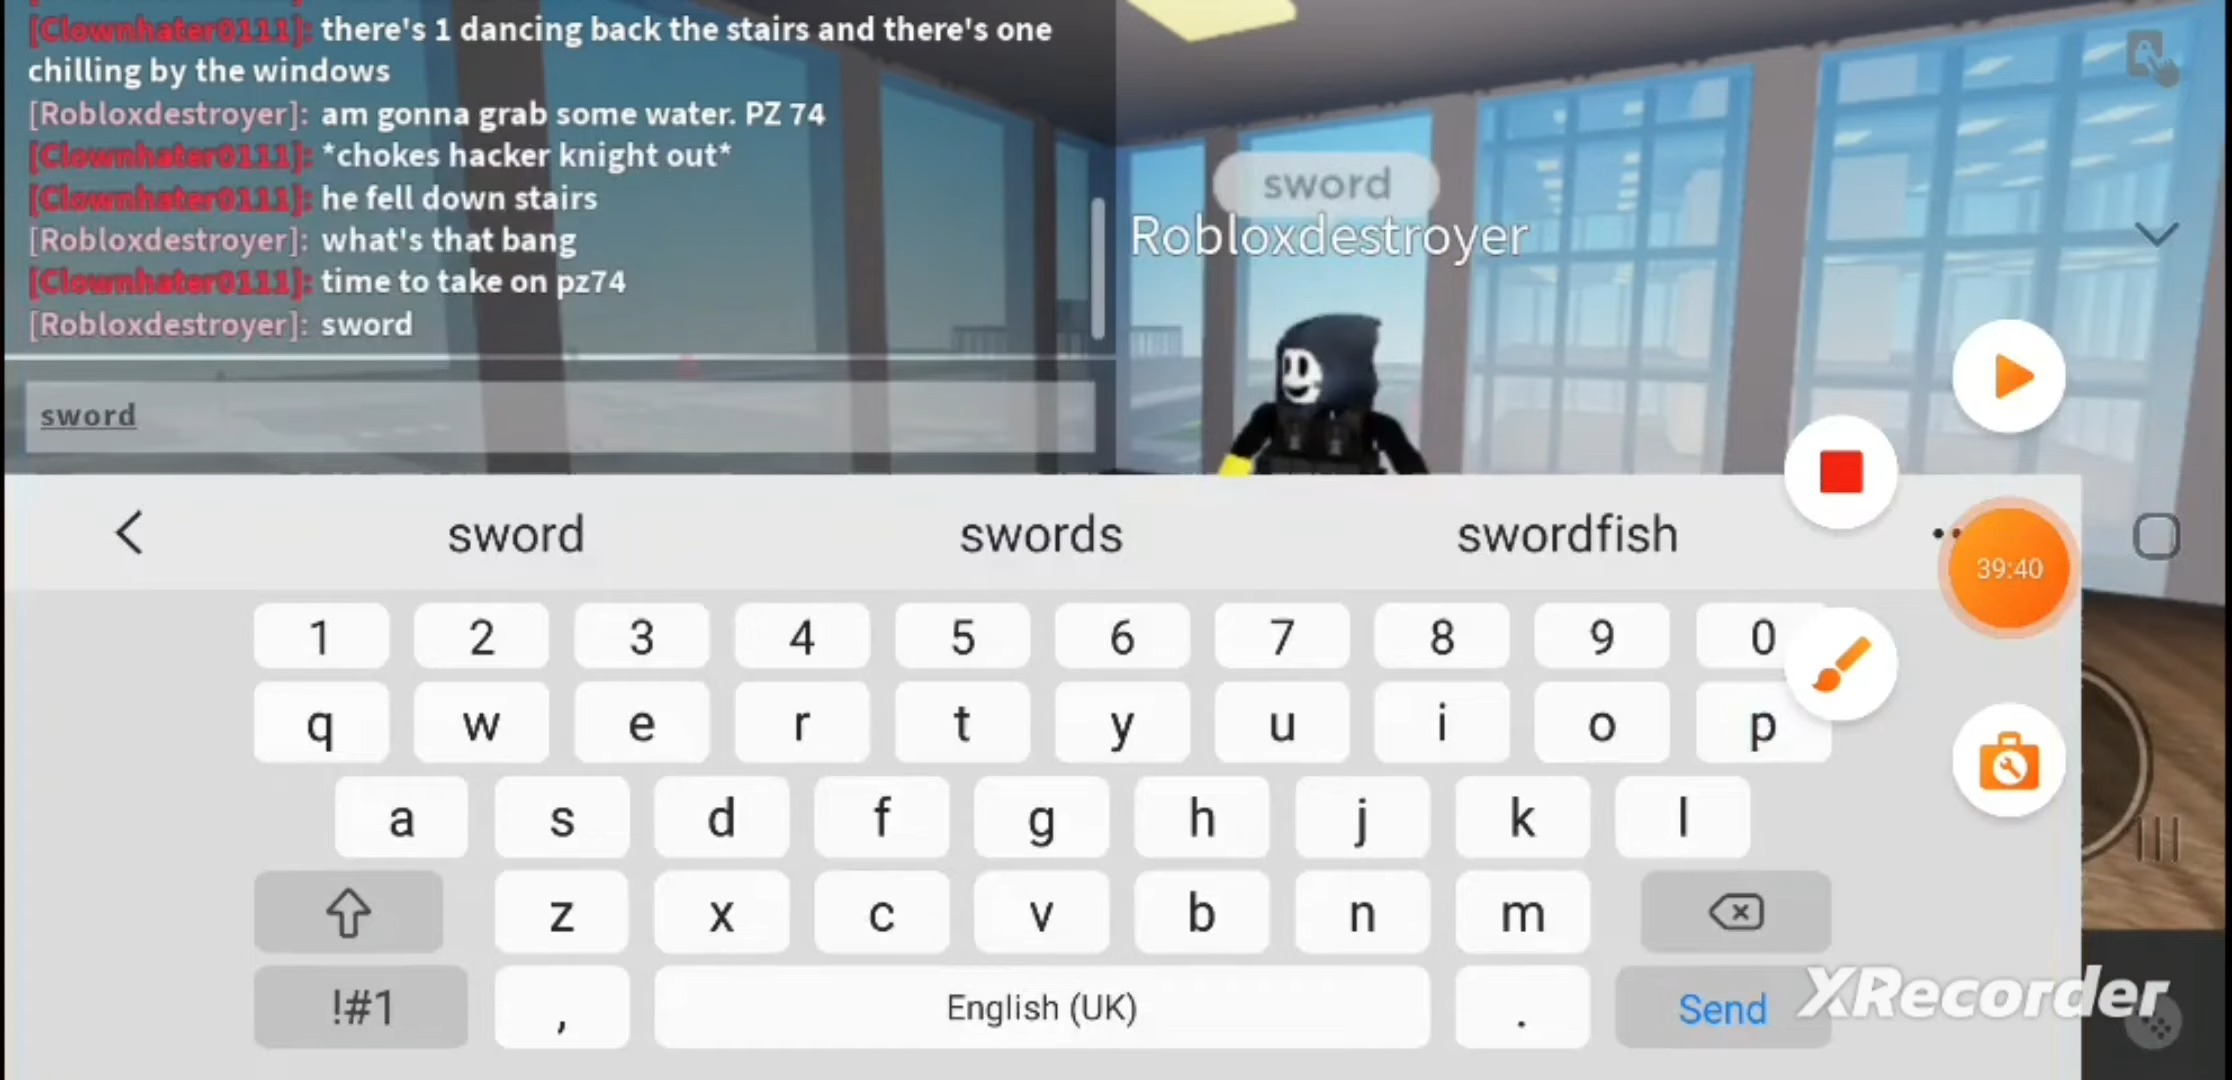 [Clownhater0111]: there's 1 dancing back the stairs and there's one
chilling by the windows
[Robloxdestroyer]: am gonna grab some water. PZ 74
[Clownhater0111]: *chokes hacker knight out*
[Clownhater0111]: he fell down stairs
[Robloxdestroyer]: what's that bang
[Clownhater0111]: time to take on pz74
[Robloxdestroyer]: sword
sword
Robloxdestroyer
sword
sword swords swordfish
39:40
1 2 3 4 5 6 7 8 9 0
q w e r t y u i o p
a s d f g h j k l
z x c v b n m
!#1 , English (UK) . Send
XRecorder